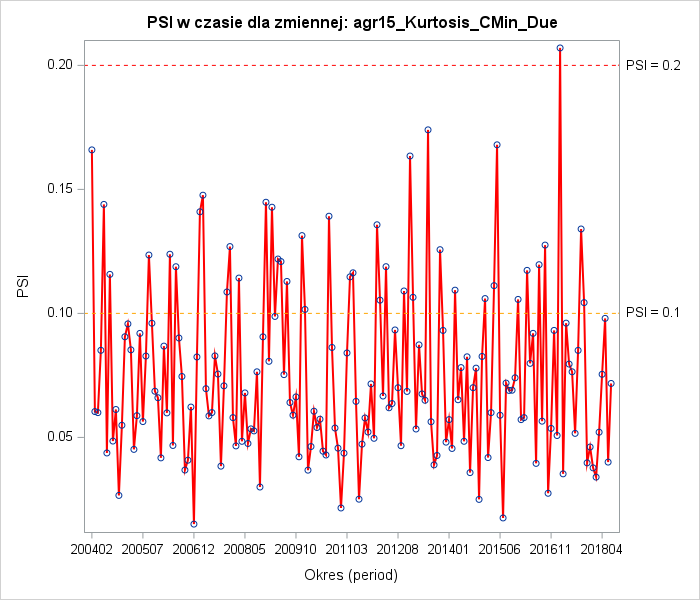 PSI w czasie dla zmiennej: agr15_Kurtosis_CMin_Due
0.20
PSI = 0.2
0.15
PSI
0.10
PSI = 0.1
0.05
200402 200507 200612 200805 200910 201103 201208 201401 201506 201611 201804
Okres (period)